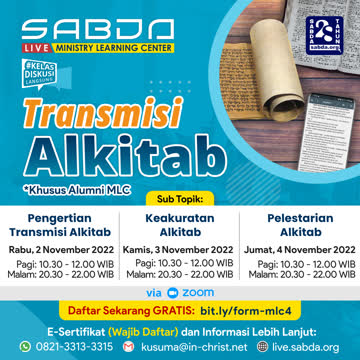 SABDA
LIVE MINISTRY LEARNING CENTER
SABDA
28
TAHUN
sabda.org
#KELAS
DISKUSI
LANGSUNG
Transmisi
Alkitab
*Khusus Alumni MLC
Sub Topik:
Pengertian
Transmisi Alkitab
Rabu, 2 November 2022
Pagi: 10.30 - 12.00 WIB
Malam: 20.30 - 22.00 WIB
Keakuratan
Alkitab
Kamis, 3 November 2022
Pagi: 10.30 - 12.00 WIB
Malam: 20.30 - 22.00 WIB
Pelestarian
Alkitab
Jumat, 4 November 2022
Pagi: 10.30 - 12.00 WIB
Malam: 20.30 - 22.00 WIB
via zoom
Daftar Sekarang GRATIS: bit.ly/form-mlc4
E-Sertifikat (Wajib Daftar) dan Informasi Lebih Lanjut:
0821-3313-3315 kusuma@in-christ.net live.sabda.org